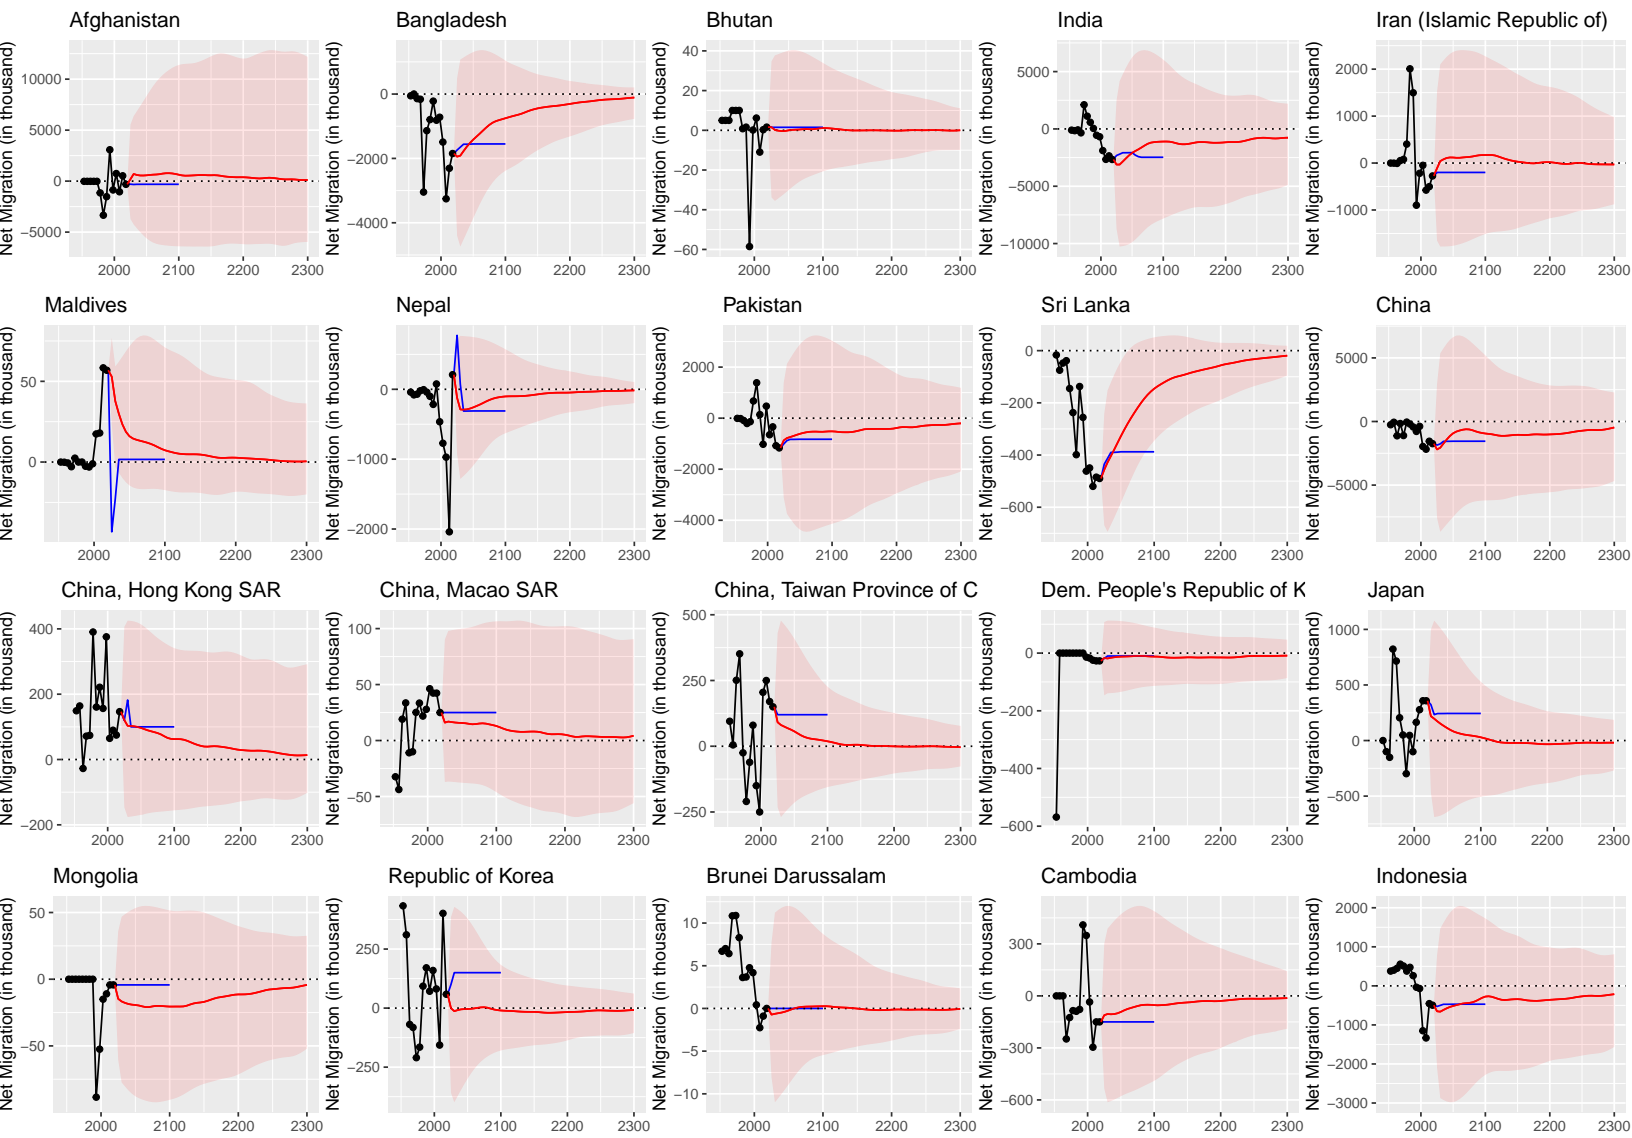 Afghanistan
Net Migration (in thousand)
10000
5000
0
−5000
2000 2100 2200 2300
Bangladesh
Net Migration (in thousand)
0
−2000
−4000
2000 2100 2200 2300
Bhutan
Net Migration (in thousand)
40
20
0
−20
−40
−60
2000 2100 2200 2300
India
Net Migration (in thousand)
5000
0
−5000
−10000
2000 2100 2200 2300
Iran (Islamic Republic of)
Net Migration (in thousand)
2000
1000
0
−1000
2000 2100 2200 2300
Maldives
Net Migration (in thousand)
50
0
2000 2100 2200 2300
Nepal
Net Migration (in thousand)
0
−1000
−2000
2000 2100 2200 2300
Pakistan
Net Migration (in thousand)
2000
0
−2000
−4000
2000 2100 2200 2300
Sri Lanka
Net Migration (in thousand)
0
−200
−400
−600
2000 2100 2200 2300
China
Net Migration (in thousand)
5000
0
−5000
2000 2100 2200 2300
China, Hong Kong SAR
Net Migration (in thousand)
400
200
0
−200
2000 2100 2200 2300
China, Macao SAR
Net Migration (in thousand)
100
50
0
−50
2000 2100 2200 2300
China, Taiwan Province of C
Net Migration (in thousand)
500
250
0
−250
2000 2100 2200 2300
Dem. People's Republic of K
Net Migration (in thousand)
0
−200
−400
−600
2000 2100 2200 2300
Japan
Net Migration (in thousand)
1000
500
0
−500
2000 2100 2200 2300
Mongolia
Net Migration (in thousand)
50
0
−50
2000 2100 2200 2300
Republic of Korea
Net Migration (in thousand)
250
0
−250
2000 2100 2200 2300
Brunei Darussalam
Net Migration (in thousand)
10
5
0
−5
−10
2000 2100 2200 2300
Cambodia
Net Migration (in thousand)
300
0
−300
−600
2000 2100 2200 2300
Indonesia
Net Migration (in thousand)
2000
1000
0
−1000
−2000
−3000
2000 2100 2200 2300